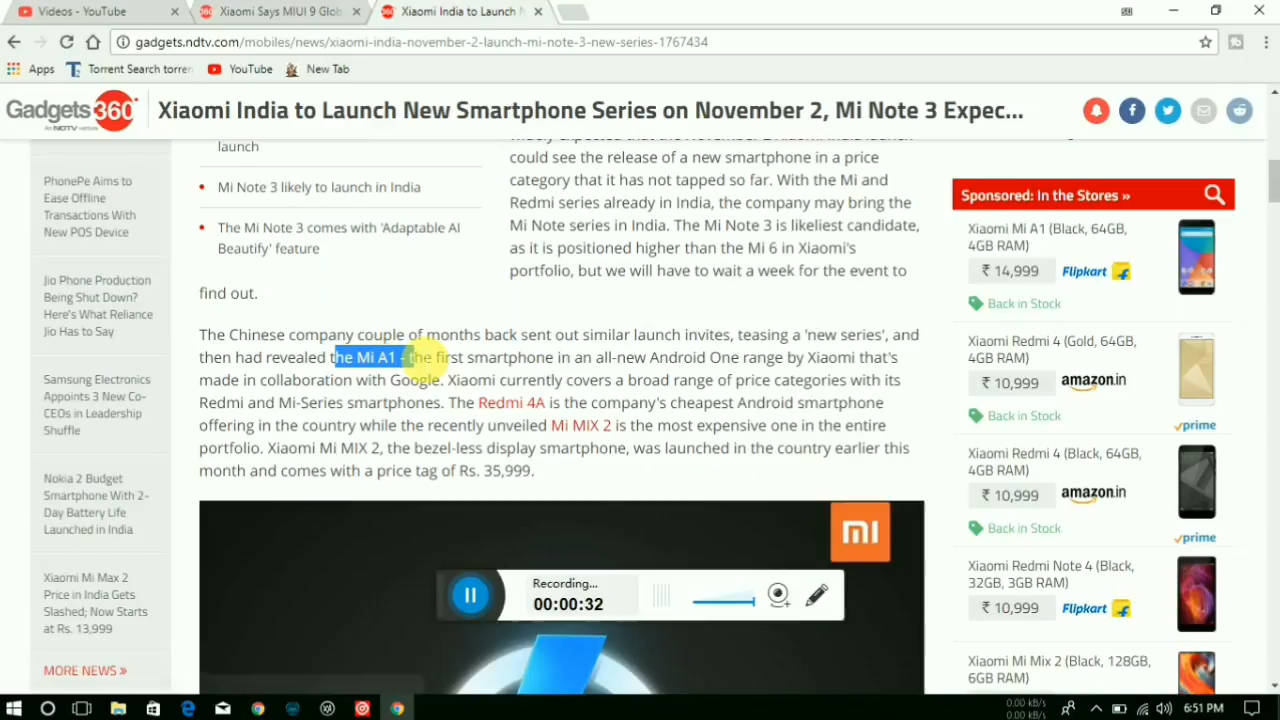 Videos - YouTube
Xiaomi Says MIUI 9 Glob
Xiaomi India to Launch N
gadgets.ndtv.com/mobiles/news/xiaomi-india-november-2-launch-mi-note-3-new-series-1767434
Apps
Torrent Search torren
YouTube
New Tab
Gadgets 360°
An NDTV venture
Xiaomi India to Launch New Smartphone Series on November 2, Mi Note 3 Expec...
PhonePe Aims to
Ease Offline
Transactions With
New POS Device
Jio Phone Production
Being Shut Down?
Here's What Reliance
Jio Has to Say
Samsung Electronics
Appoints 3 New Co-
CEOs in Leadership
Shuffle
Nokia 2 Budget
Smartphone With 2-
Day Battery Life
Launched in India
Xiaomi Mi Max 2
Price in India Gets
Slashed; Now Starts
at Rs. 13,999
MORE NEWS »
launch
Mi Note 3 likely to launch in India
The Mi Note 3 comes with 'Adaptable AI
Beautify' feature
widely expected that the November 2 Xiaomi India launch
could see the release of a new smartphone in a price
category that it has not tapped so far. With the Mi and
Redmi series already in India, the company may bring the
Mi Note series in India. The Mi Note 3 is likeliest candidate,
as it is positioned higher than the Mi 6 in Xiaomi's
portfolio, but we will have to wait a week for the event to
find out.
The Chinese company couple of months back sent out similar launch invites, teasing a 'new series', and
then had revealed the Mi A1 - the first smartphone in an all-new Android One range by Xiaomi that's
made in collaboration with Google. Xiaomi currently covers a broad range of price categories with its
Redmi and Mi-Series smartphones. The Redmi 4A is the company's cheapest Android smartphone
offering in the country while the recently unveiled Mi MIX 2 is the most expensive one in the entire
portfolio. Xiaomi Mi MIX 2, the bezel-less display smartphone, was launched in the country earlier this
month and comes with a price tag of Rs. 35,999.
Recording...
00:00:32
Sponsored: In the Stores »
Xiaomi Mi A1 (Black, 64GB,
4GB RAM)
₹ 14,999
Flipkart
Back in Stock
Xiaomi Redmi 4 (Gold, 64GB,
4GB RAM)
₹ 10,999
amazon.in
Back in Stock
prime
Xiaomi Redmi 4 (Black, 64GB,
4GB RAM)
₹ 10,999
amazon.in
Back in Stock
prime
Xiaomi Redmi Note 4 (Black,
32GB, 3GB RAM)
₹ 10,999
Flipkart
Xiaomi Mi Mix 2 (Black, 128GB,
6GB RAM)
0.00 kB/s
0.00 kB/s
6:51 PM